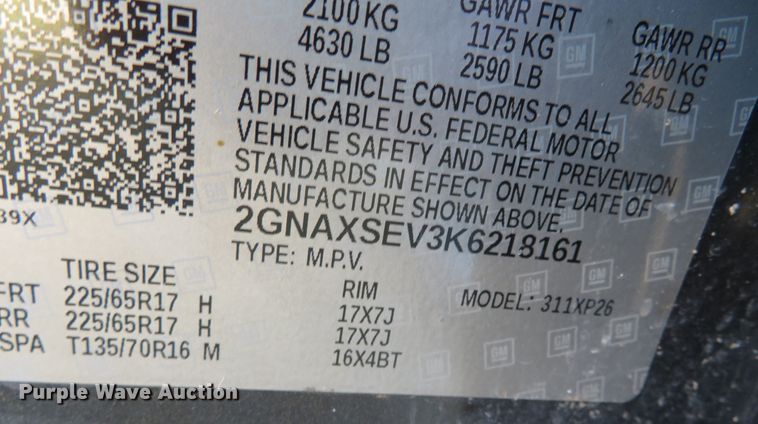 2100 KG
4630 LB
GAWR FRT
1175 KG
2590 LB
GAWR RR
1200 KG
2645 LB
THIS VEHICLE CONFORMS TO ALL
APPLICABLE U.S. FEDERAL MOTOR
VEHICLE SAFETY AND THEFT PREVENTION
STANDARDS IN EFFECT ON THE DATE OF
MANUFACTURE SHOWN ABOVE.
2GNAXSEV3K6218161
TYPE: M.P.V.
MODEL: 311XP26
39X
TIRE SIZE RIM
FRT 225/65R17 H 17X7J
RR 225/65R17 H 17X7J
SPA T135/70R16 M 16X4BT
GM
Purple Wave Auction